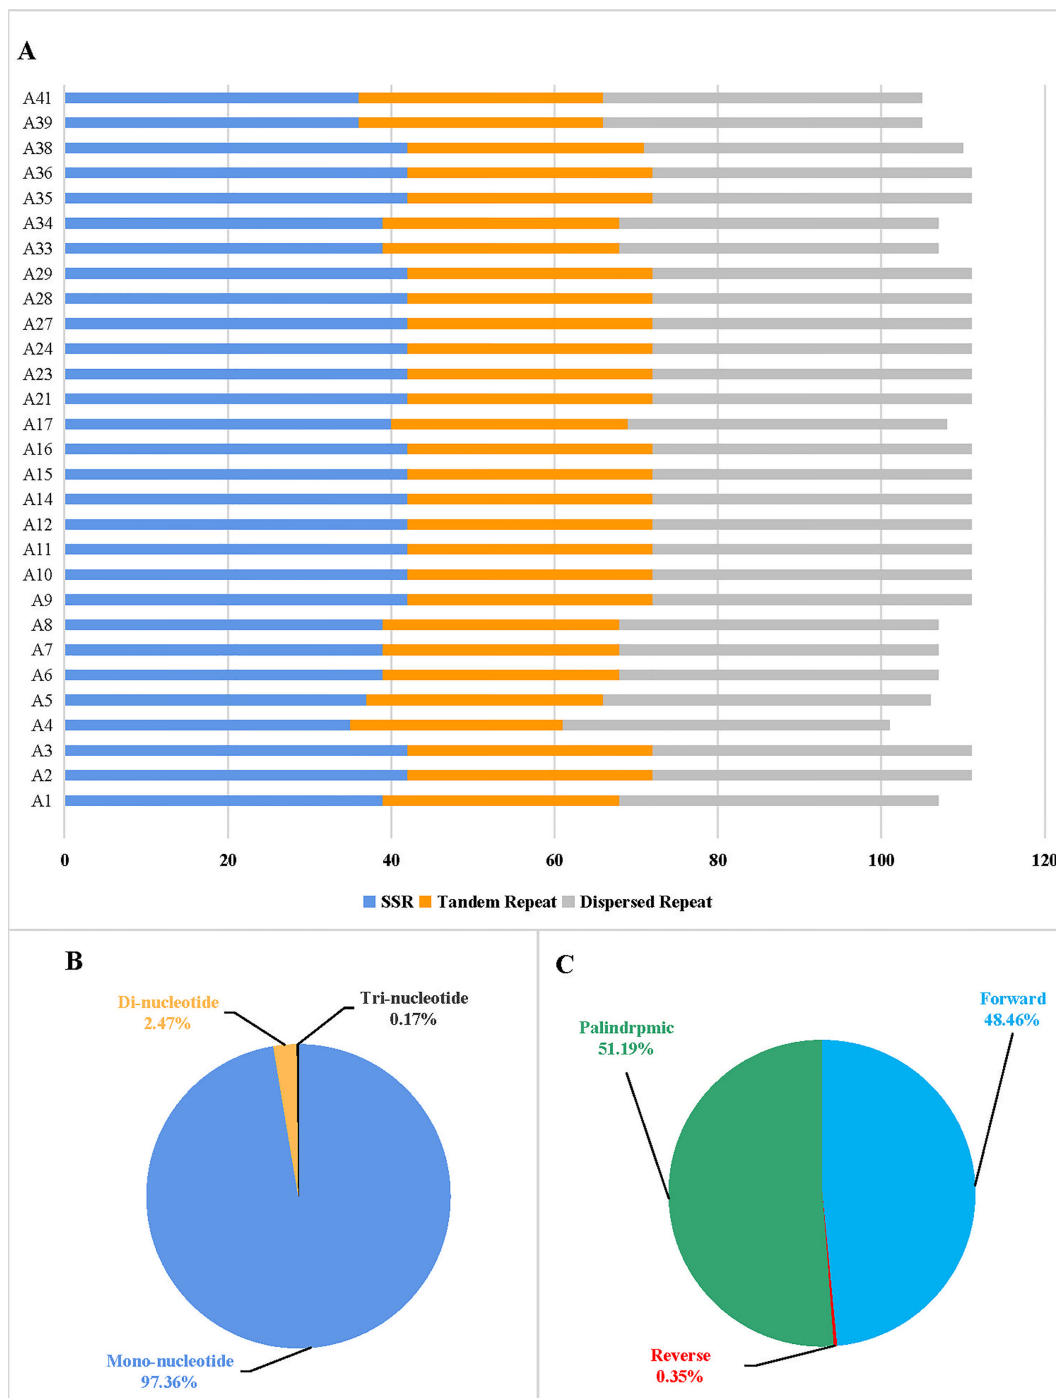 A
A41
A39
A38
A36
A35
A34
A33
A29
A28
A27
A24
A23
A21
A17
A16
A15
A14
A12
A11
A10
A9
A8
A7
A6
A5
A4
A3
A2
A1
0 20 40 60 80 100 120
SSR Tandem Repeat Dispersed Repeat
B
Di-nucleotide
2.47%
Tri-nucleotide
0.17%
Mono-nucleotide
97.36%
C
Forward
48.46%
Palindrpmic
51.19%
Reverse
0.35%